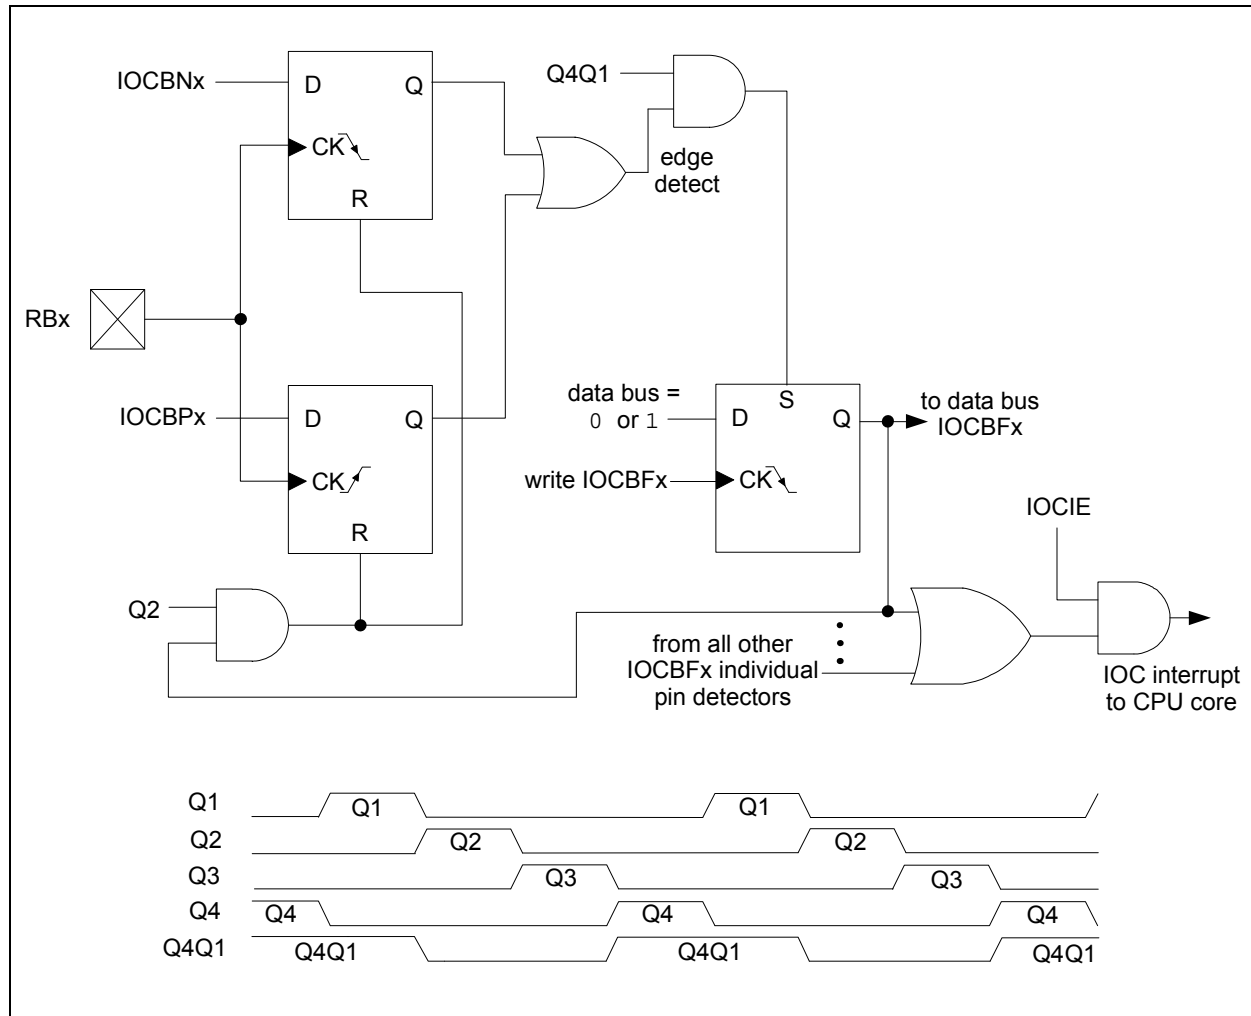 IOCBNx
D
Q
CK
R
Q4Q1
edge
detect
RBx
IOCBPx
D
Q
CK
R
data bus =
0 or 1
S
D
Q
to data bus
IOCBFx
write IOCBFx
CK
IOCIE
Q2
from all other
IOCBFx individual
pin detectors
IOC interrupt
to CPU core
Q1
Q1
Q1
Q2
Q2
Q2
Q3
Q3
Q3
Q4
Q4
Q4
Q4
Q4Q1
Q4Q1
Q4Q1
Q4Q1